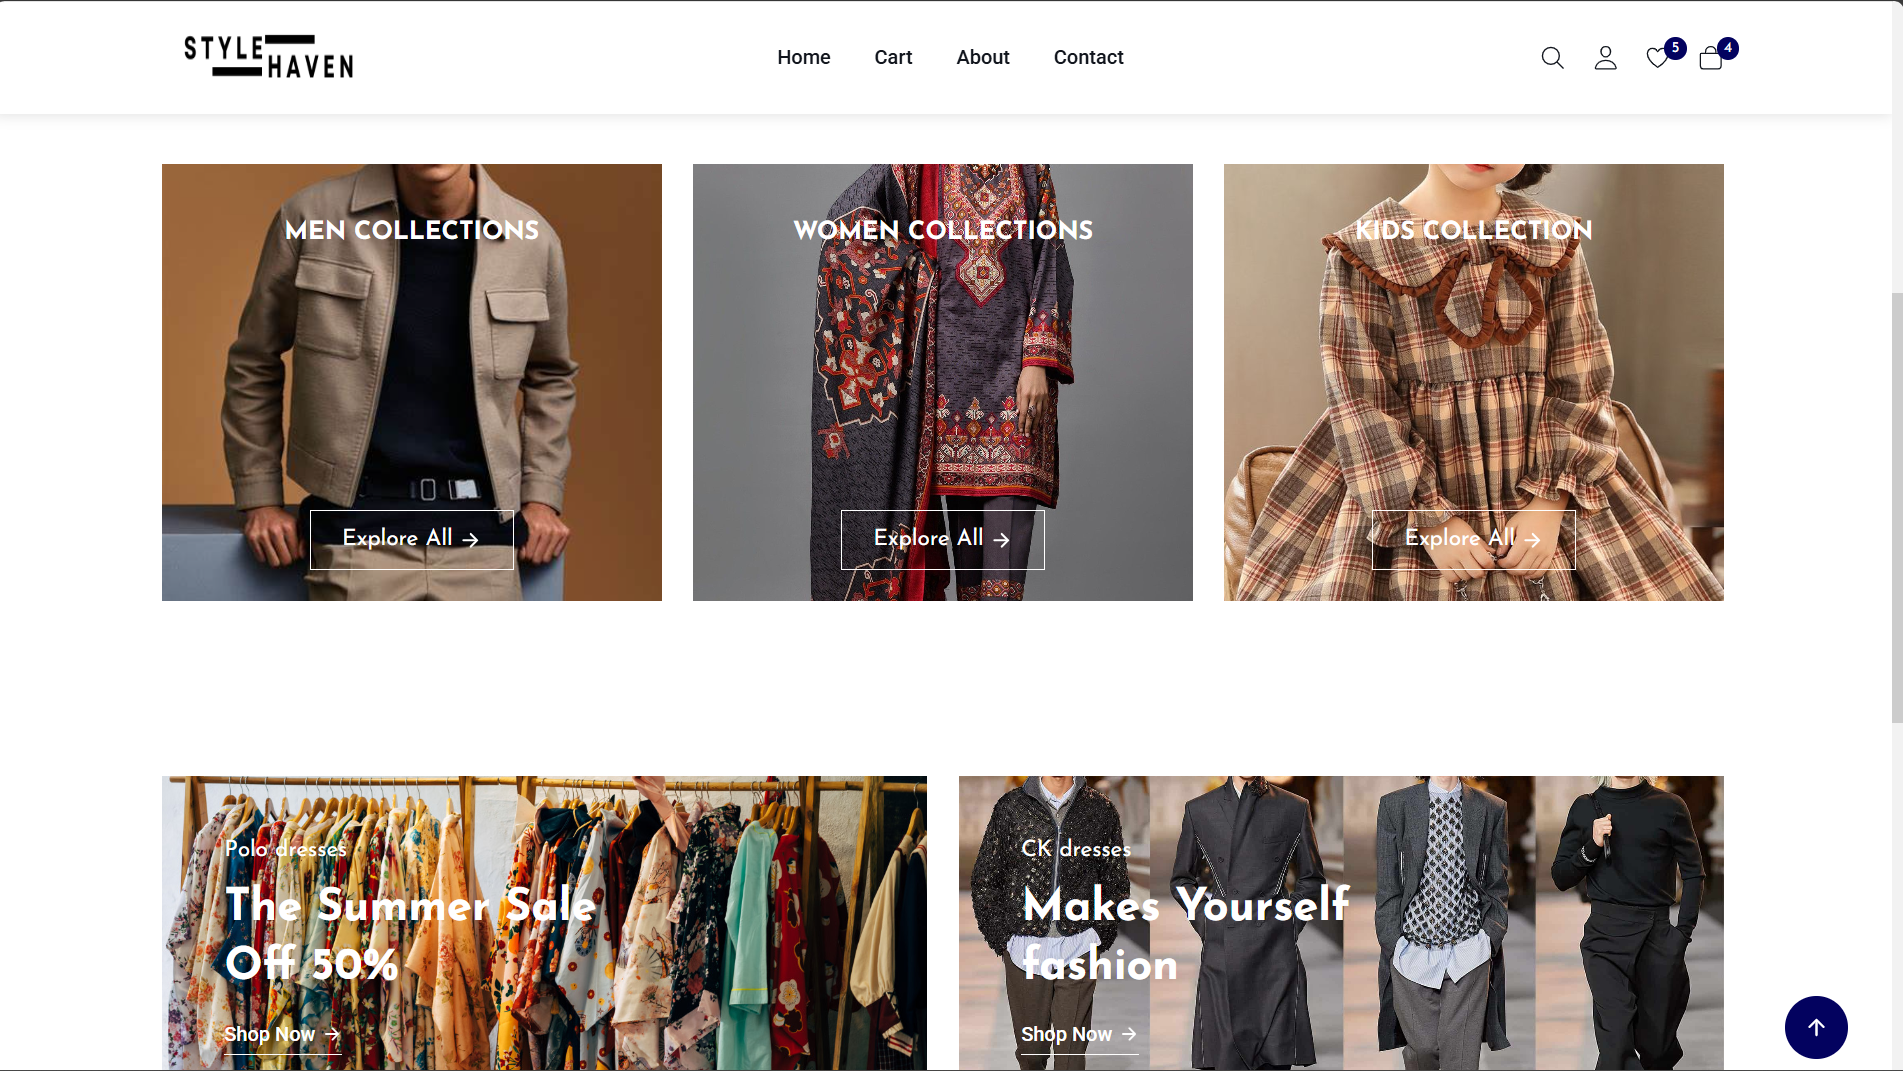 STYLE
HAVEN
Home Cart About Contact
5 4
MEN COLLECTIONS
WOMEN COLLECTIONS
KIDS COLLECTION
Explore All →
Explore All →
Explore All →
Polo dresses
The Summer Sale
Off 50%
Shop Now →
CK dresses
Makes Yourself
fashion
Shop Now →